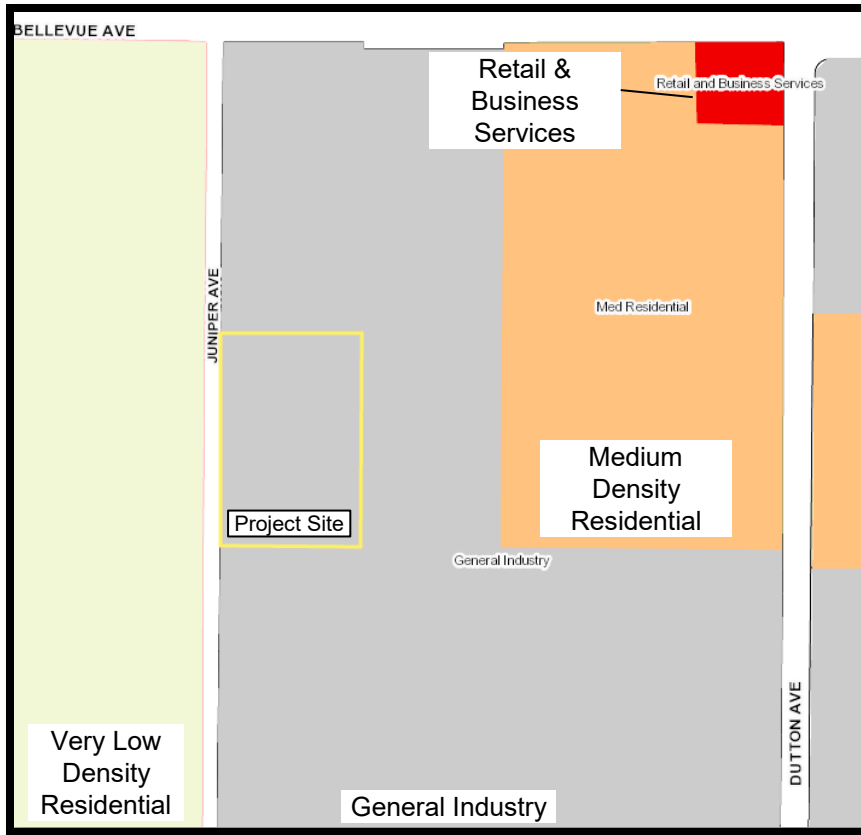 BELLEVUE AVE
Retail &
Business
Services
Retail and Business Services
JUNIPER AVE
Med Residential
Medium
Density
Residential
Project Site
General Industry
DUTTON AVE
Very Low
Density
Residential
General Industry